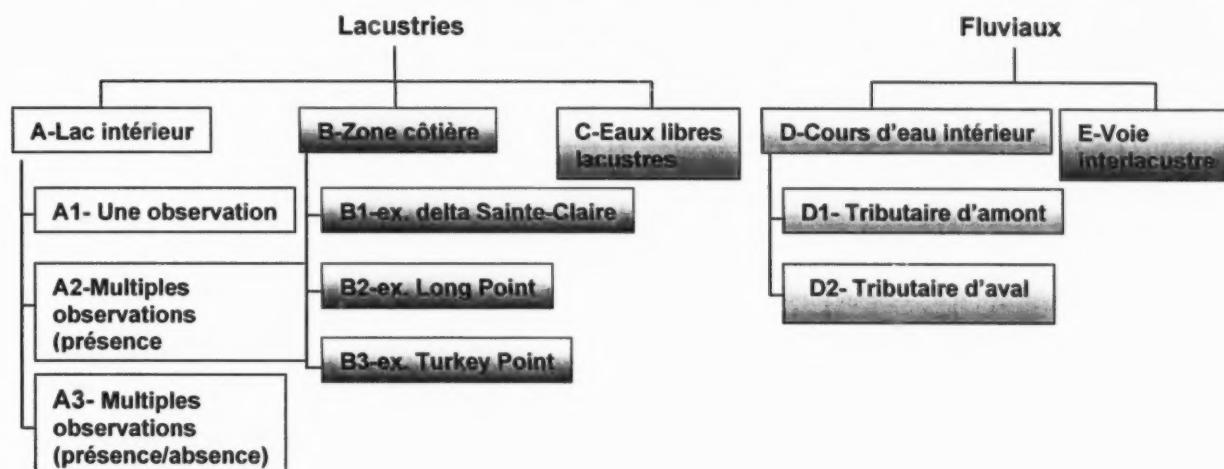 Lacustries
Fluviaux
A-Lac intérieur
B-Zone côtière
C-Eaux libres
lacustres
D-Cours d'eau intérieur
E-Voie
interlacustre
A1- Une observation
B1-ex. delta Sainte-Claire
D1- Tributaire d'amont
A2-Multiples
observations
(présence
B2-ex. Long Point
D2- Tributaire d'aval
B3-ex. Turkey Point
A3- Multiples
observations
(présence/absence)